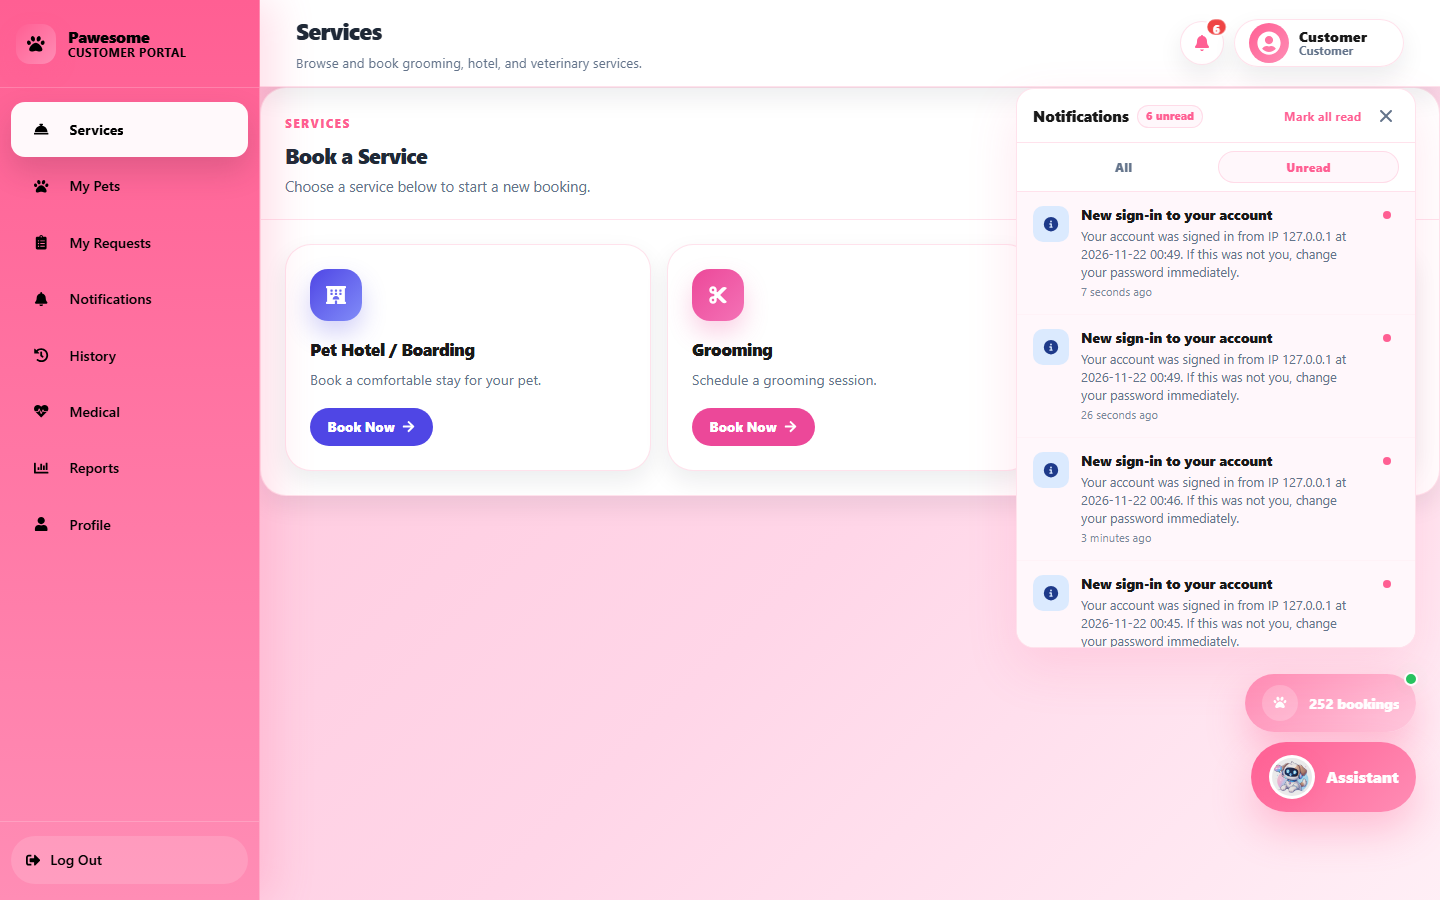 Pawesome
CUSTOMER PORTAL
Services
My Pets
My Requests
Notifications
History
Medical
Reports
Profile
Log Out
Services
Browse and book grooming, hotel, and veterinary services.
6
Customer
Customer
SERVICES
Book a Service
Choose a service below to start a new booking.
Pet Hotel / Boarding
Book a comfortable stay for your pet.
Book Now
Grooming
Schedule a grooming session.
Book Now
Notifications
6 unread
Mark all read
All
Unread
New sign-in to your account
Your account was signed in from IP 127.0.0.1 at
2026-11-22 00:49. If this was not you, change
your password immediately.
7 seconds ago
New sign-in to your account
Your account was signed in from IP 127.0.0.1 at
2026-11-22 00:49. If this was not you, change
your password immediately.
26 seconds ago
New sign-in to your account
Your account was signed in from IP 127.0.0.1 at
2026-11-22 00:46. If this was not you, change
your password immediately.
3 minutes ago
New sign-in to your account
Your account was signed in from IP 127.0.0.1 at
2026-11-22 00:45. If this was not you, change
your password immediately.
252 bookings
Assistant